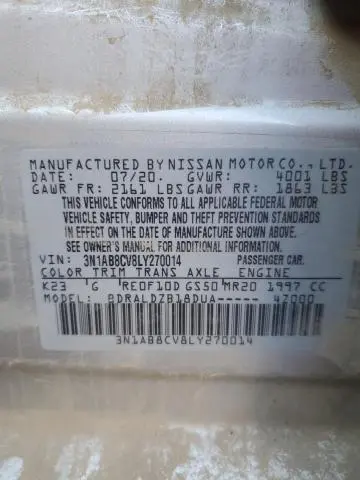 MANUFACTURED BY NISSAN MOTOR CO., LTD.
DATE: 07/20. GVWR: 4001 LBS
GAWR FR: 2161 LBS GAWR RR: 1863 LBS
THIS VEHICLE CONFORMS TO ALL APPLICABLE FEDERAL MOTOR
VEHICLE SAFETY, BUMPER AND THEFT PREVENTION STANDARDS
IN EFFECT ON THE DATE OF MANUFACTURE SHOWN ABOVE.
SEE OWNER'S MANUAL FOR ADDITIONAL INFORMATION
VIN: 3N1AB8CV8LY270014 PASSENGER CAR.
COLOR TRIM TRANS AXLE ENGINE
K23 G RE0F10D GS50 MR20 1997 CC
MODEL: BDRALDZB18DUA----- 47000
3N1AB8CV8LY270014